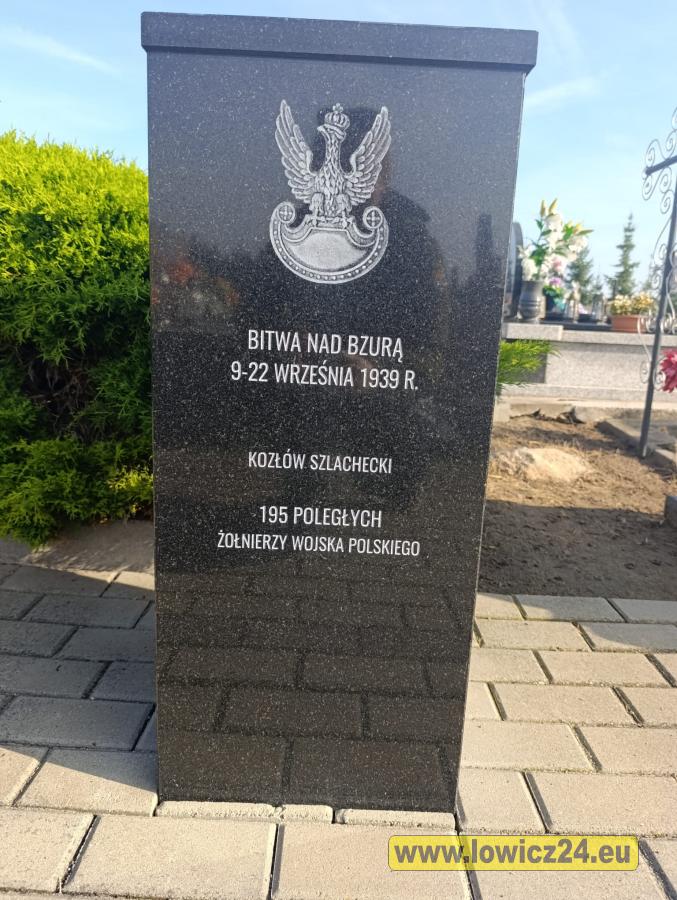 BITWA NAD BZURĄ
9-22 WRZEŚNIA 1939 R.
KOZŁÓW SZLACHECKI
195 POLEGŁYCH
ŻOŁNIERZY WOJSKA POLSKIEGO
www.lowicz24.eu